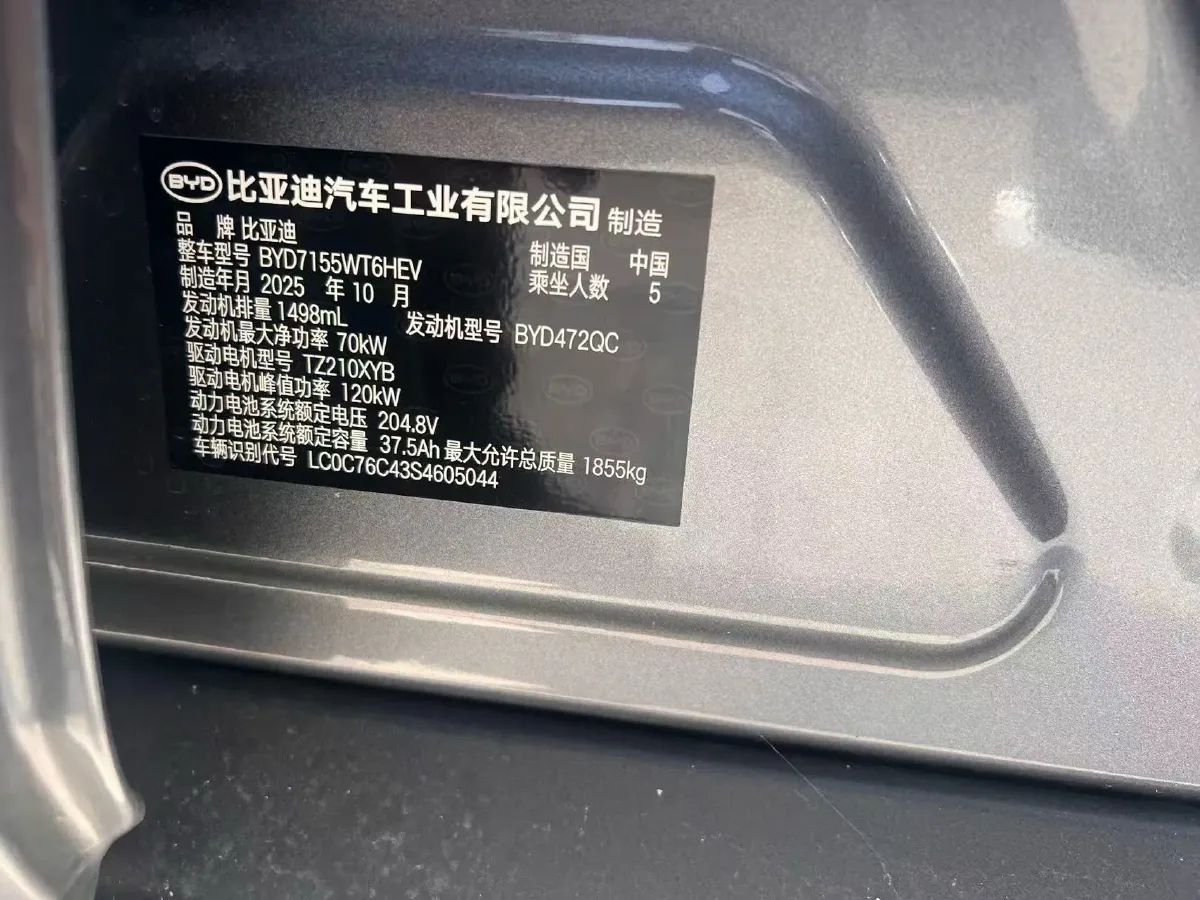 BYD 比亚迪汽车工业有限公司 制造
品 牌 比亚迪
整车型号 BYD7155WT6HEV 制造国 中国
制造年月 2025 年 10 月 乘坐人数 5
发动机排量 1498mL 发动机型号 BYD472QC
发动机最大净功率 70kW
驱动电机型号 TZ210XYB
驱动电机峰值功率 120kW
动力电池系统额定电压 204.8V
动力电池系统额定容量 37.5Ah 最大允许总质量 1855kg
车辆识别代号 LC0C76C43S4605044